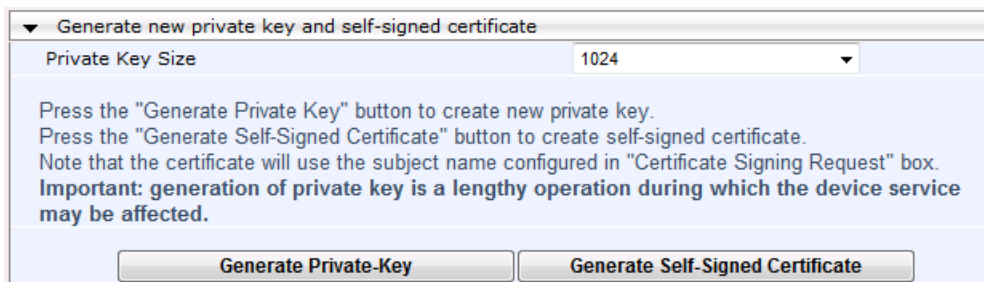 Generate new private key and self-signed certificate
Private Key Size 1024
Press the "Generate Private Key" button to create new private key.
Press the "Generate Self-Signed Certificate" button to create self-signed certificate.
Note that the certificate will use the subject name configured in "Certificate Signing Request" box.
Important: generation of private key is a lengthy operation during which the device service
may be affected.
Generate Private-Key Generate Self-Signed Certificate